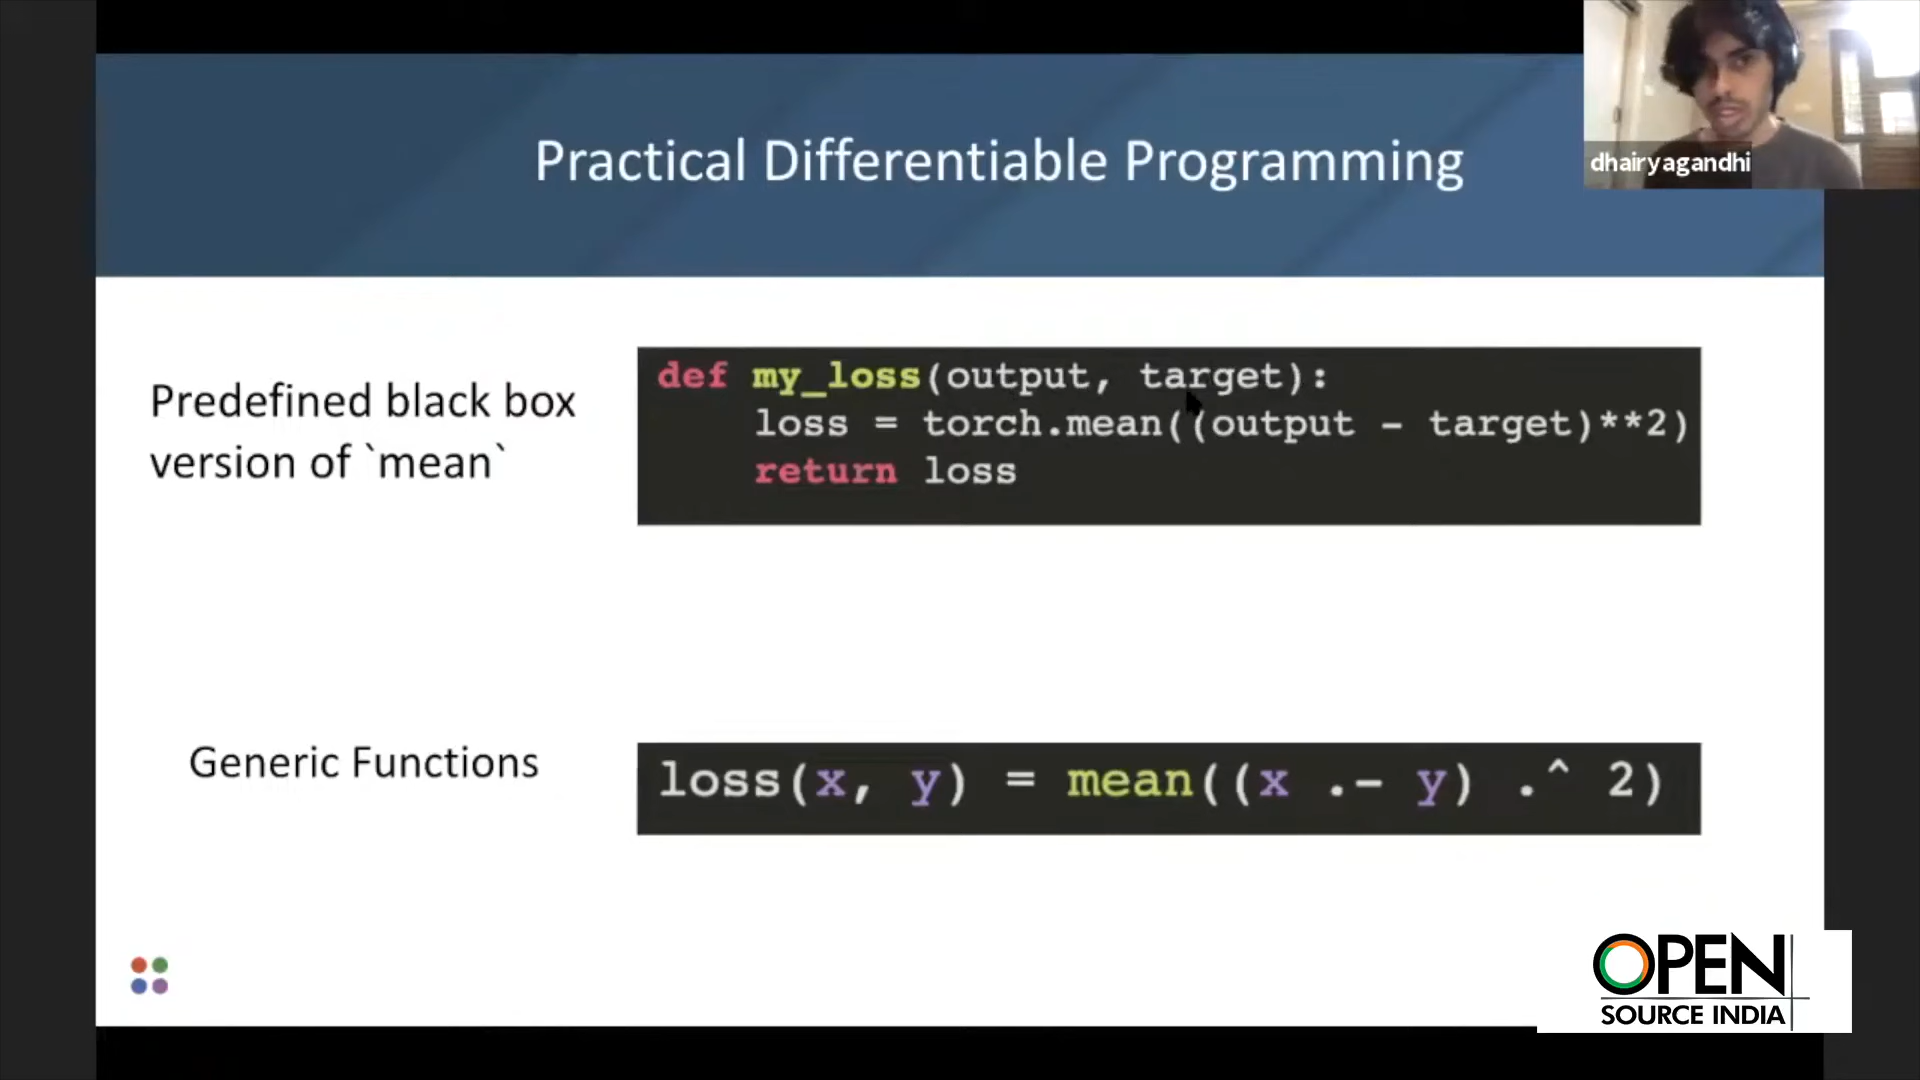 Practical Differentiable Programming
dhairyagandhi
Predefined black box
version of `mean`
def my_loss(output, target):
    loss = torch.mean((output - target)**2)
    return loss
Generic Functions
loss(x, y) = mean((x .- y) .^ 2)
OPEN
SOURCE INDIA